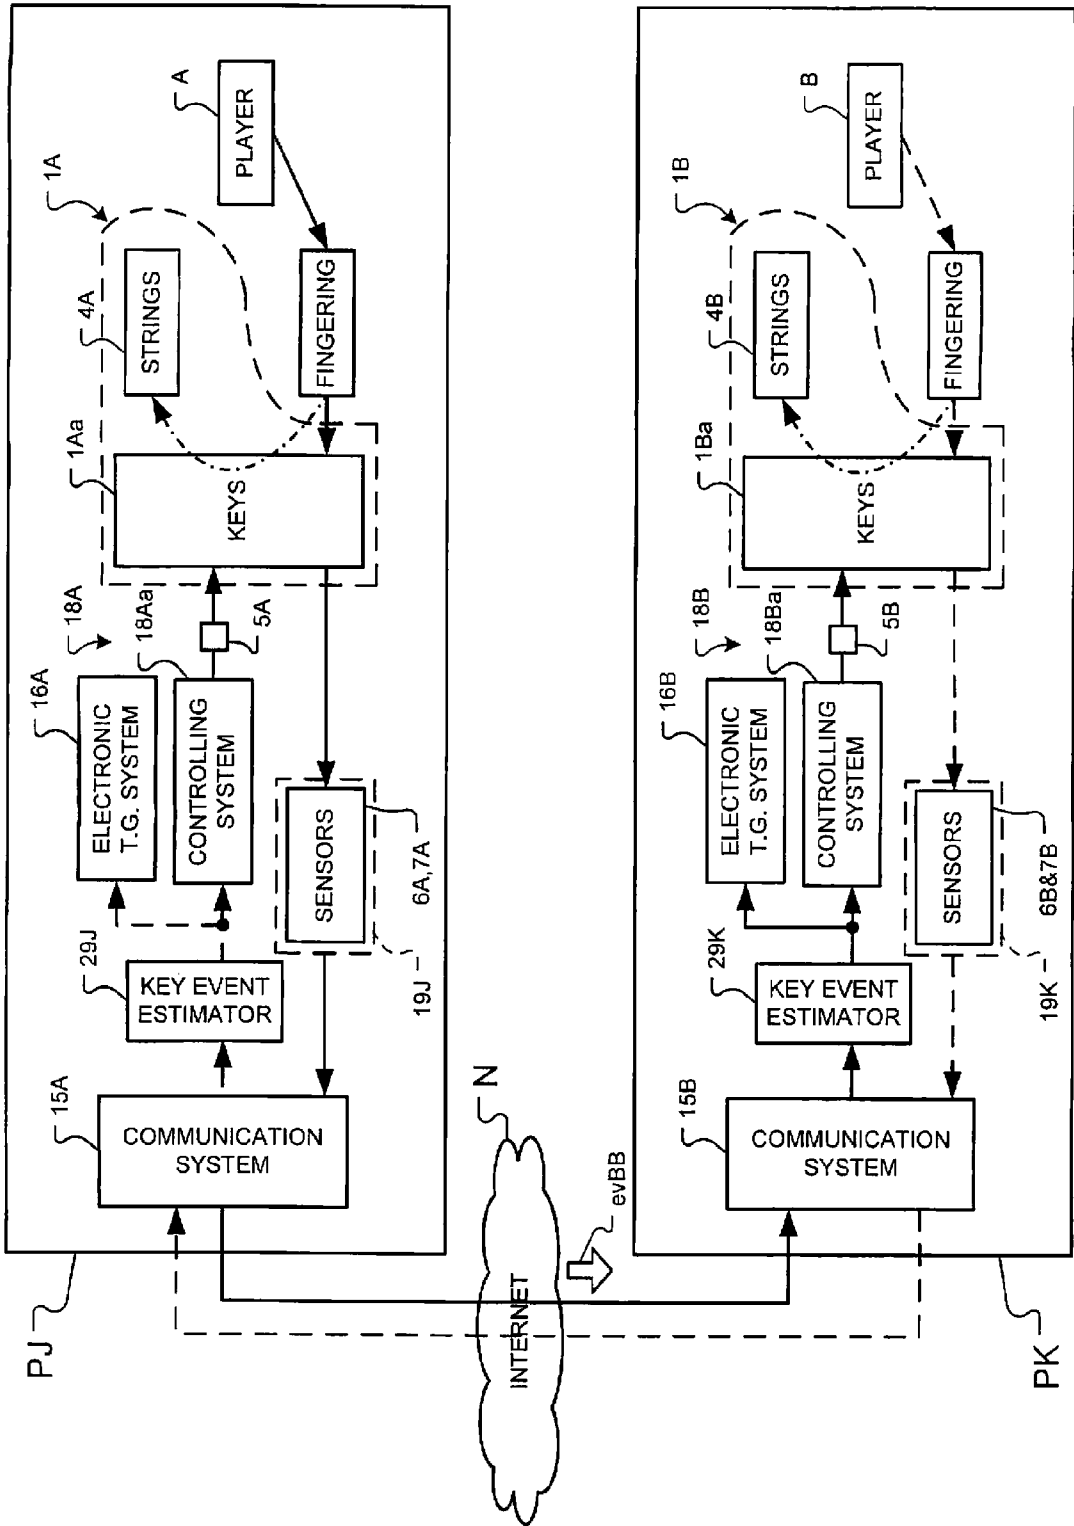 PJ
15A
COMMUNICATION
SYSTEM
29J
KEY EVENT
ESTIMATOR
16A
ELECTRONIC
T.G. SYSTEM
18A
18Aa
CONTROLLING
SYSTEM
5A
SENSORS
6A,7A
19J
1Aa
KEYS
4A
STRINGS
1A
FINGERING
A
PLAYER
N
INTERNET
evBB
PK
15B
COMMUNICATION
SYSTEM
29K
KEY EVENT
ESTIMATOR
16B
ELECTRONIC
T.G. SYSTEM
18B
18Ba
CONTROLLING
SYSTEM
5B
SENSORS
6B&7B
19K
1Ba
KEYS
4B
STRINGS
1B
FINGERING
B
PLAYER